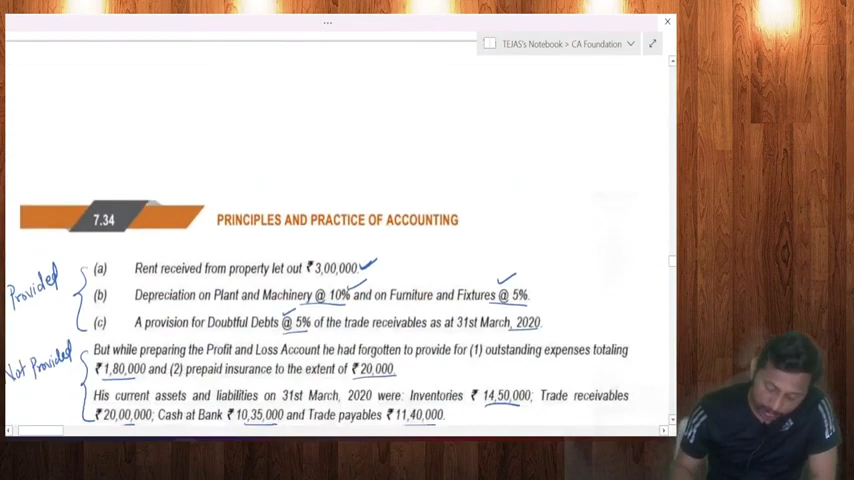 ...
TEJAS's Notebook > CA Foundation
7.34 PRINCIPLES AND PRACTICE OF ACCOUNTING
Provided
(a) Rent received from property let out ₹ 3,00,000
(b) Depreciation on Plant and Machinery @ 10% and on Furniture and Fixtures @ 5%.
(c) A provision for Doubtful Debts @ 5% of the trade receivables as at 31st March, 2020.
Not Provided
But while preparing the Profit and Loss Account he had forgotten to provide for (1) outstanding expenses totaling
₹ 1,80,000 and (2) prepaid insurance to the extent of ₹ 20,000.
His current assets and liabilities on 31st March, 2020 were: Inventories ₹ 14,50,000; Trade receivables
₹ 20,00,000; Cash at Bank ₹ 10,35,000 and Trade payables ₹ 11,40,000.